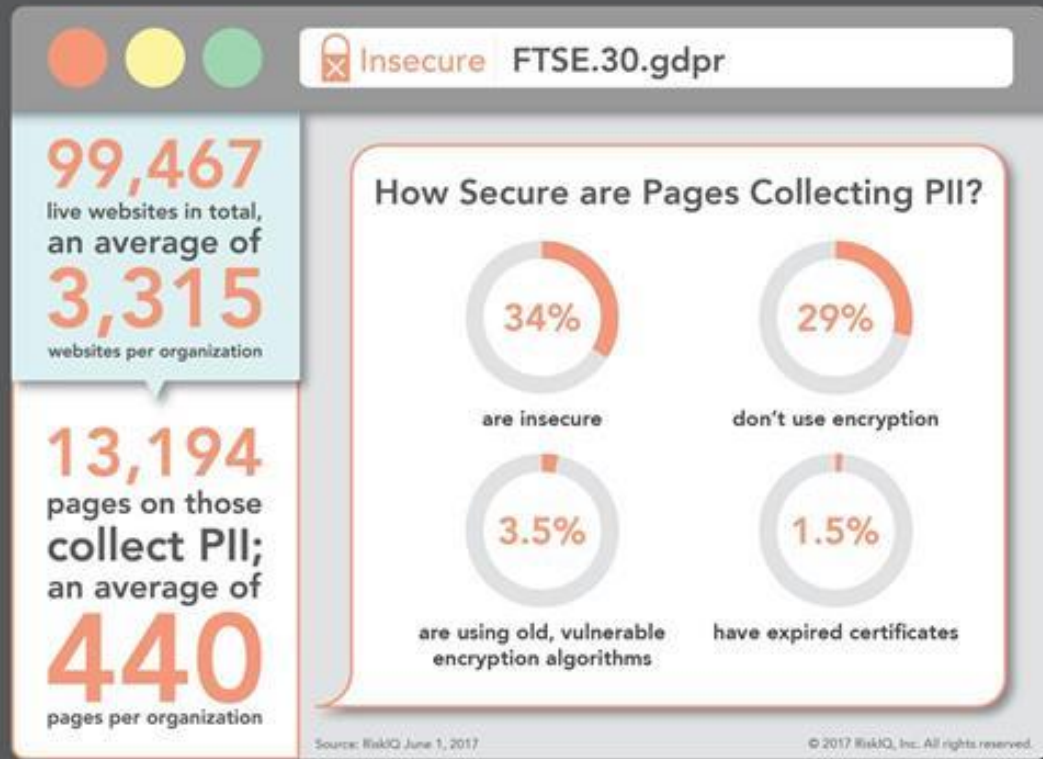 Insecure FTSE.30.gdpr
99,467
live websites in total,
an average of
3,315
websites per organization
13,194
pages on those
collect PII;
an average of
440
pages per organization
How Secure are Pages Collecting PII?
34%
are insecure
29%
don't use encryption
3.5%
are using old, vulnerable
encryption algorithms
1.5%
have expired certificates
Source: RiskIQ June 1, 2017
© 2017 RiskIQ, Inc. All rights reserved.